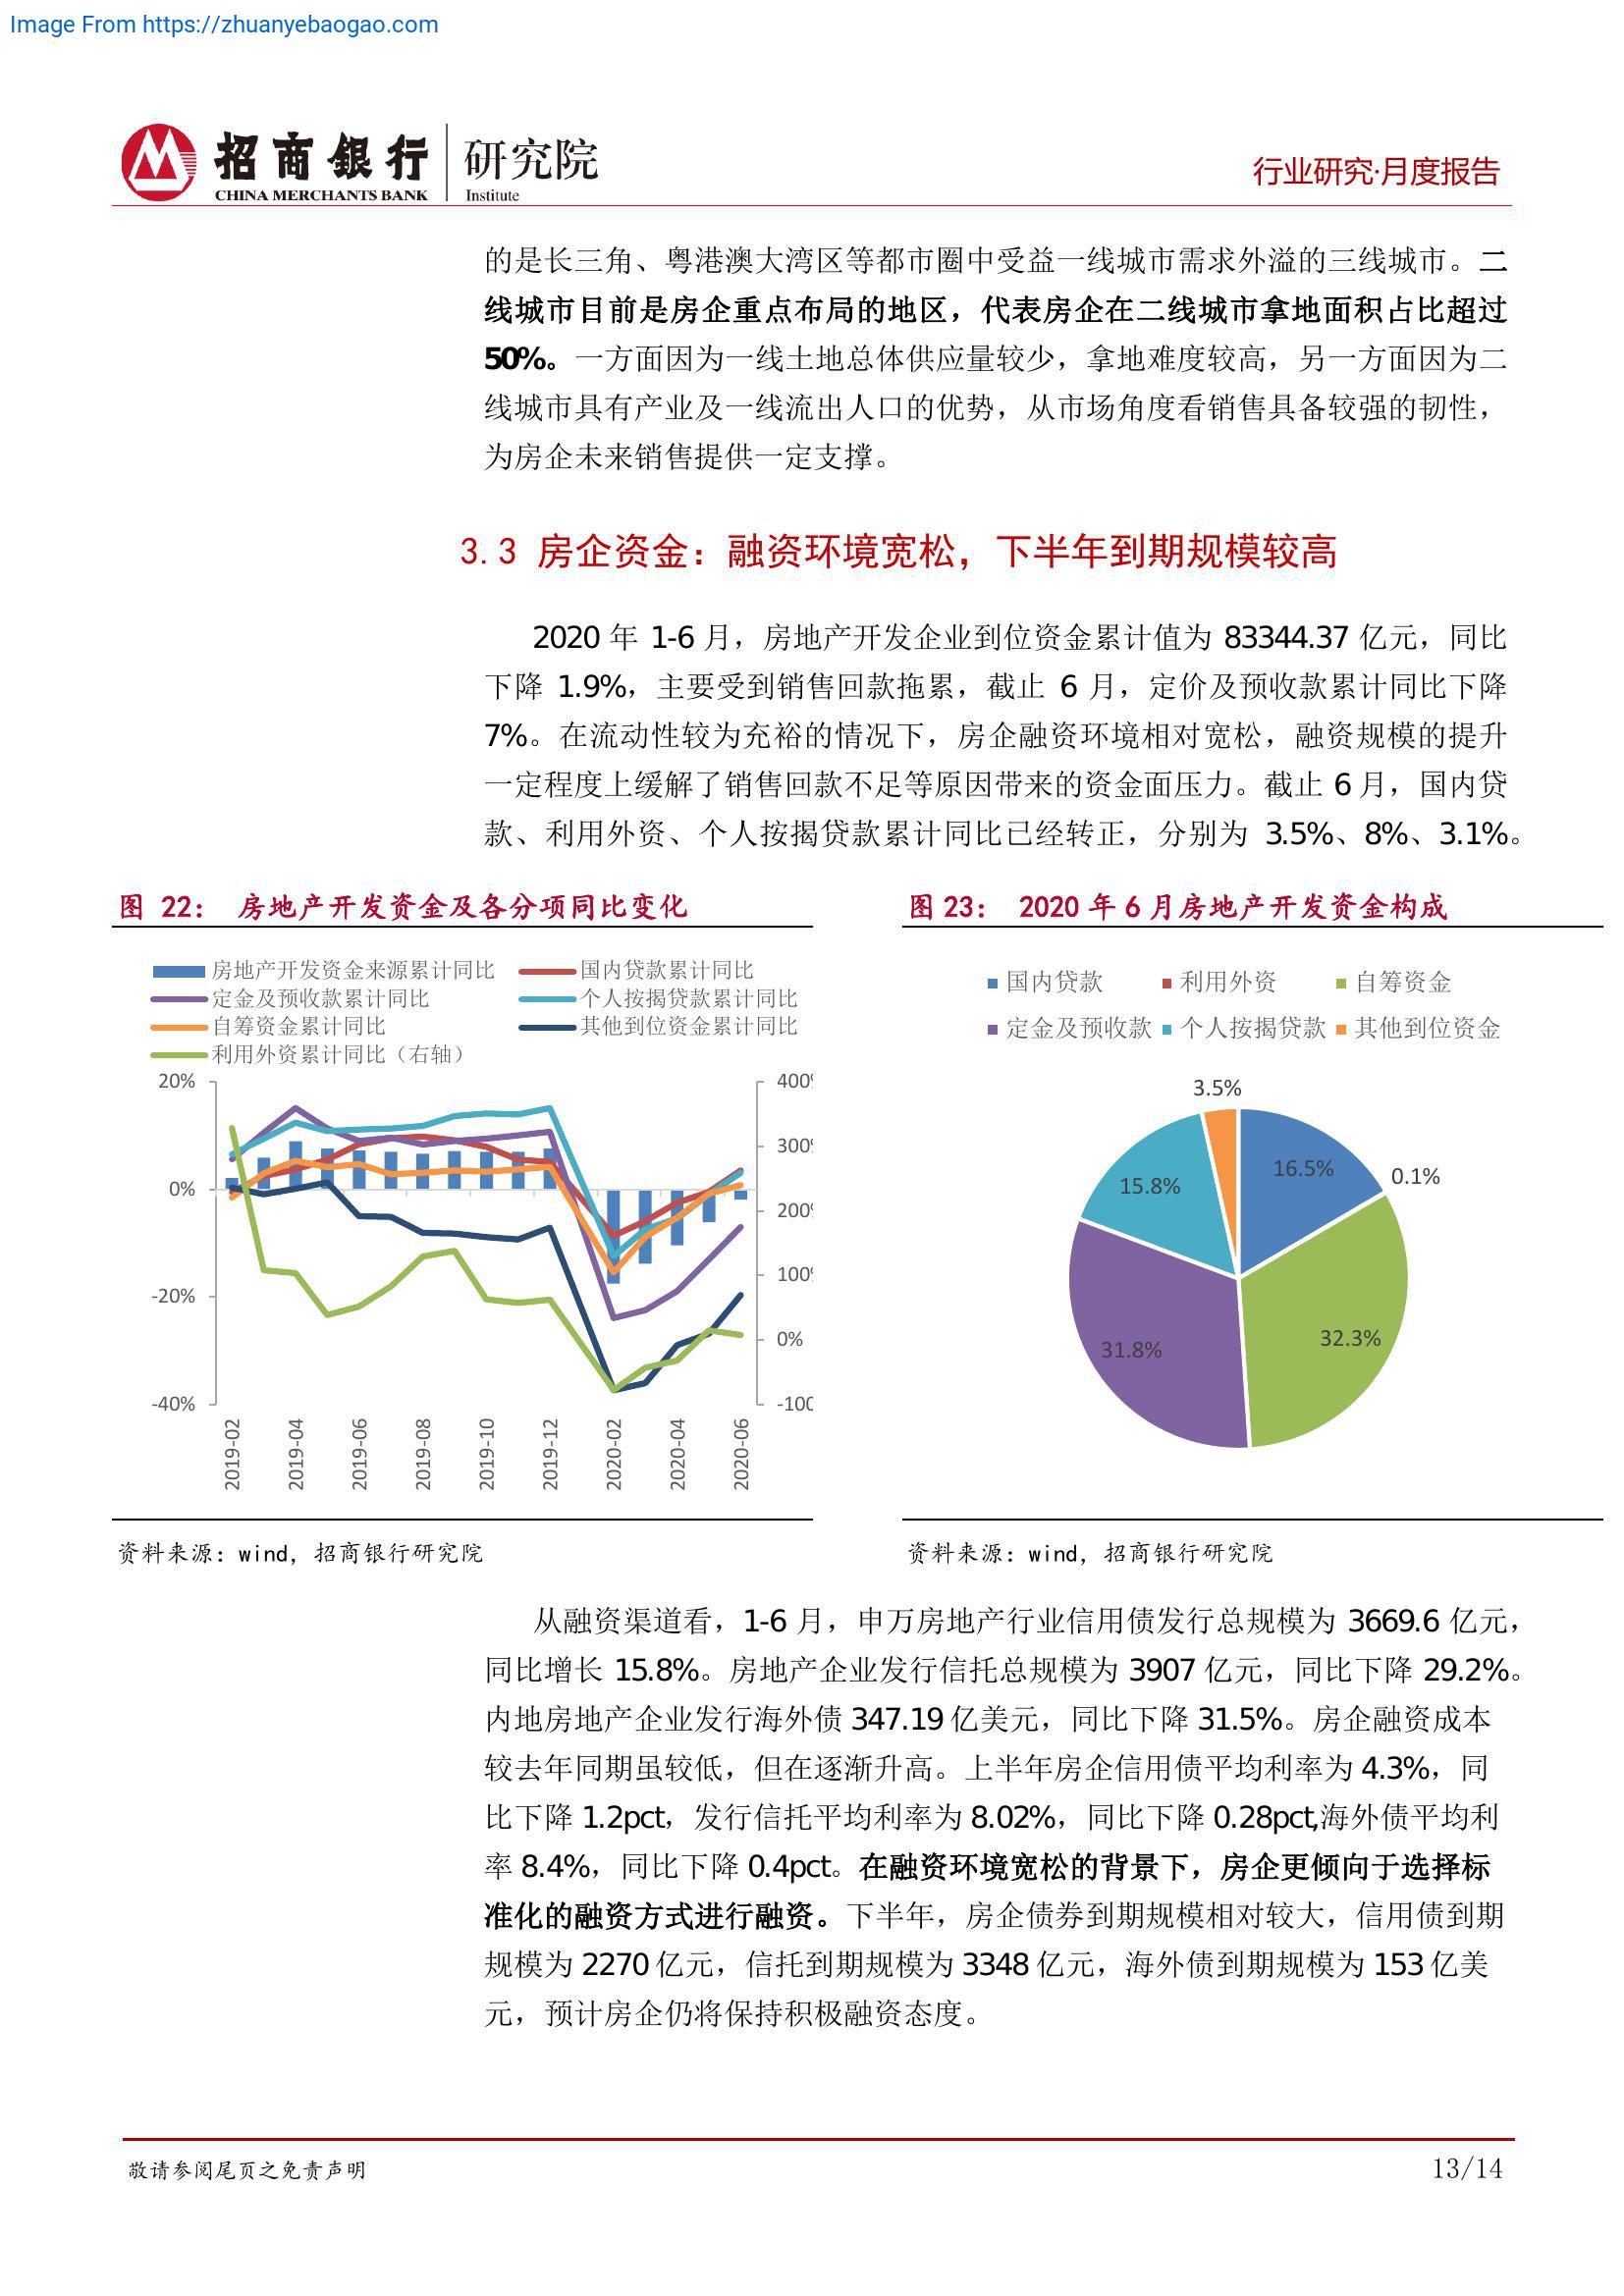 Image From https://zhuanyebaogao.com
招商银行 研究院
CHINA MERCHANTS BANK Institute
行业研究·月度报告
的是长三角、粤港澳大湾区等都市圈中受益一线城市需求外溢的三线城市。二
线城市目前是房企重点布局的地区，代表房企在二线城市拿地面积占比超过
50%。一方面因为一线土地总体供应量较少，拿地难度较高，另一方面因为二
线城市具有产业及一线流出人口的优势，从市场角度看销售具备较强的韧性，
为房企未来销售提供一定支撑。
3.3 房企资金：融资环境宽松，下半年到期规模较高
2020 年 1-6 月，房地产开发企业到位资金累计值为 83344.37 亿元，同比
下降 1.9%，主要受到销售回款拖累，截止 6 月，定价及预收款累计同比下降
7%。在流动性较为充裕的情况下，房企融资环境相对宽松，融资规模的提升
一定程度上缓解了销售回款不足等原因带来的资金面压力。截止 6 月，国内贷
款、利用外资、个人按揭贷款累计同比已经转正，分别为 3.5%、8%、3.1%。
图 22： 房地产开发资金及各分项同比变化
房地产开发资金来源累计同比 国内贷款累计同比
定金及预收款累计同比 个人按揭贷款累计同比
自筹资金累计同比 其他到位资金累计同比
利用外资累计同比（右轴）
20%
0%
-20%
-40%
400%
300%
200%
100%
0%
-100
2019-02 2019-04 2019-06 2019-08 2019-10 2019-12 2020-02 2020-04 2020-06
资料来源：wind，招商银行研究院
图 23： 2020 年 6 月房地产开发资金构成
国内贷款 利用外资 自筹资金
定金及预收款 个人按揭贷款 其他到位资金
3.5%
16.5%
0.1%
15.8%
32.3%
31.8%
资料来源：wind，招商银行研究院
从融资渠道看，1-6 月，申万房地产行业信用债发行总规模为 3669.6 亿元，
同比增长 15.8%。房地产企业发行信托总规模为 3907 亿元，同比下降 29.2%。
内地房地产企业发行海外债 347.19 亿美元，同比下降 31.5%。房企融资成本
较去年同期虽较低，但在逐渐升高。上半年房企信用债平均利率为 4.3%，同
比下降 1.2pct，发行信托平均利率为 8.02%，同比下降 0.28pct,海外债平均利
率 8.4%，同比下降 0.4pct。在融资环境宽松的背景下，房企更倾向于选择标
准化的融资方式进行融资。下半年，房企债券到期规模相对较大，信用债到期
规模为 2270 亿元，信托到期规模为 3348 亿元，海外债到期规模为 153 亿美
元，预计房企仍将保持积极融资态度。
敬请参阅尾页之免责声明
13/14